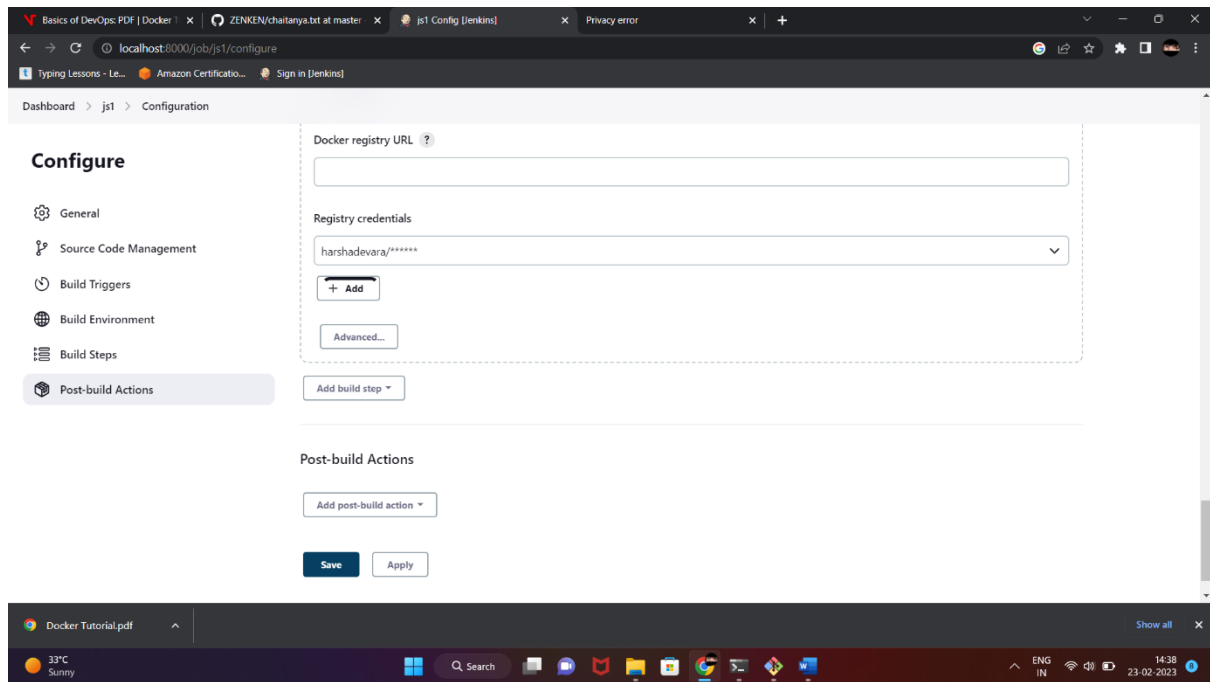 Basics of DevOps: PDF | Docker T
ZENKEN/chaitanya.txt at master
js1 Config [Jenkins]
Privacy error
localhost:8000/job/js1/configure
Typing Lessons - Le...
Amazon Certificatio...
Sign in [Jenkins]
Dashboard > js1 > Configuration
Configure
General
Source Code Management
Build Triggers
Build Environment
Build Steps
Post-build Actions
Docker registry URL ?
Registry credentials
harshadevara/******
+ Add
Advanced...
Add build step
Post-build Actions
Add post-build action
Save
Apply
Docker Tutorial.pdf
Show all
33°C
Sunny
Search
ENG
IN
14:38
23-02-2023
8